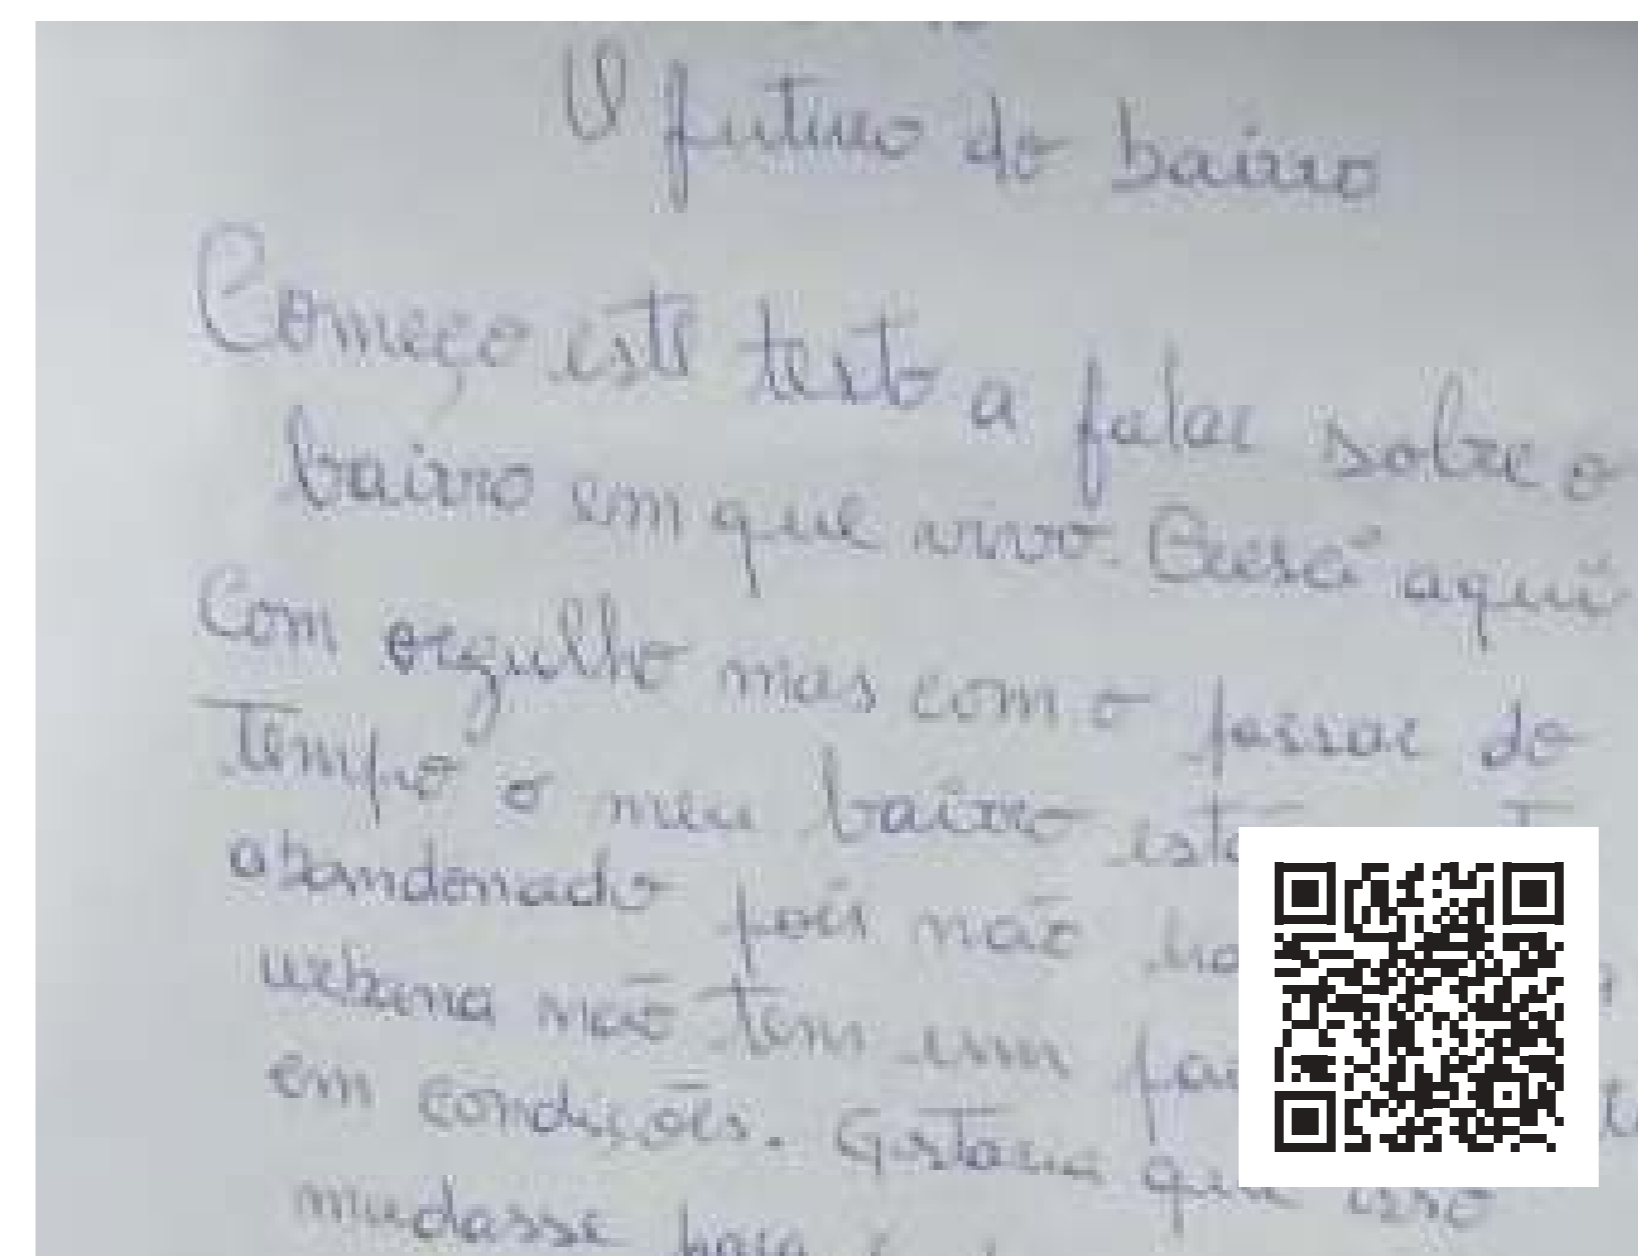 O futuro do bairro
Começo este texto a falar sobre o
bairro em que vivo. Cresci aqui
com orgulho mas com o passar do
tempo o meu bairro está
abandonado pois não
urbana não tem um
em condições. Gostaria que isso
mudasse